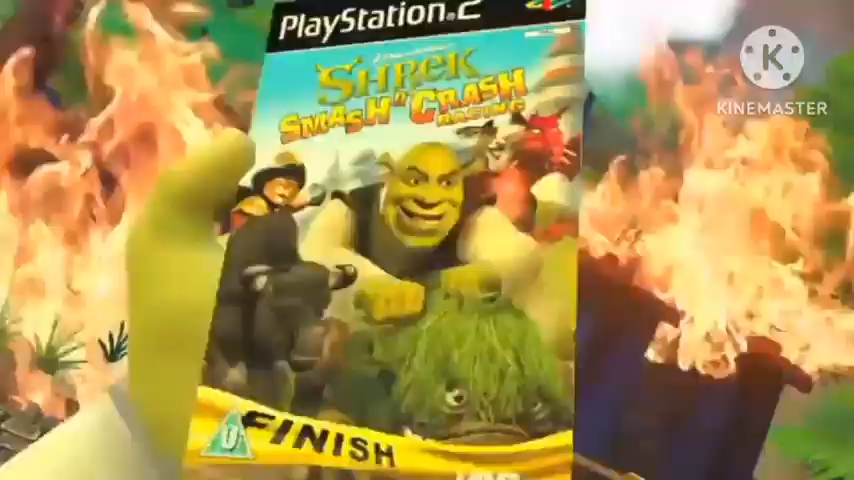 PlayStation.2
SHREK
SMASH N' CRASH
RACING
K
KINEMASTER
U
FINISH